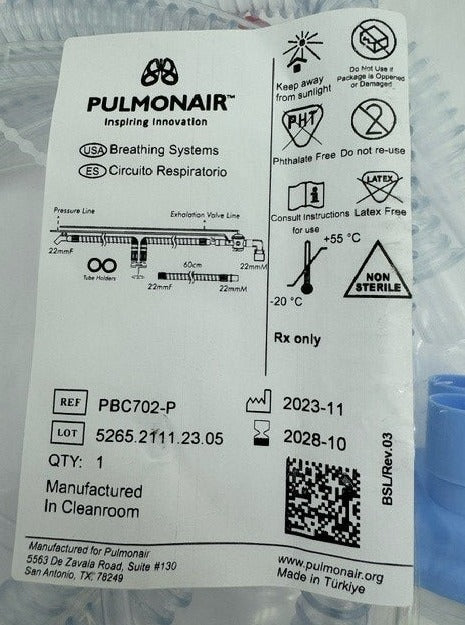 PULMONAIR™
Inspiring Innovation
USA Breathing Systems
ES Circuito Respiratorio
Pressure Line
Exhalation Valve Line
22mmF
22mmM
Tube Holders
60cm
22mmF
22mmM
Keep away
from sunlight
Do Not Use if
Package is Oppened
or Damaged
PHT
Phthalate Free
2
Do not re-use
i
Consult Instructions
for use
LATEX
Latex Free
+55 °C
-20 °C
NON
STERILE
Rx only
REF PBC702-P
LOT 5265.2111.23.05
QTY: 1
Manufactured
In Cleanroom
2023-11
2028-10
BSL/Rev.03
Manufactured for Pulmonair
5563 De Zavala Road, Suite #130
San Antonio, TX. 78249
www.pulmonair.org
Made in Türkiye